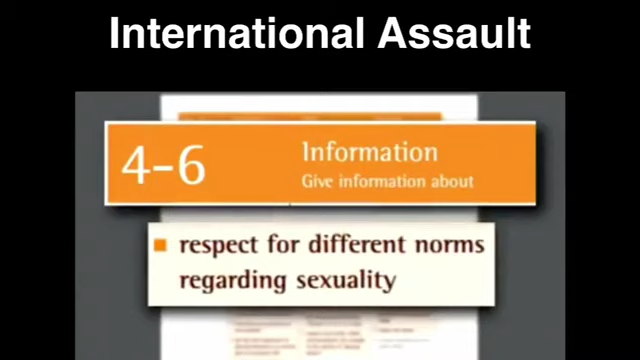 International Assault
4-6
Information
Give information about
respect for different norms
regarding sexuality